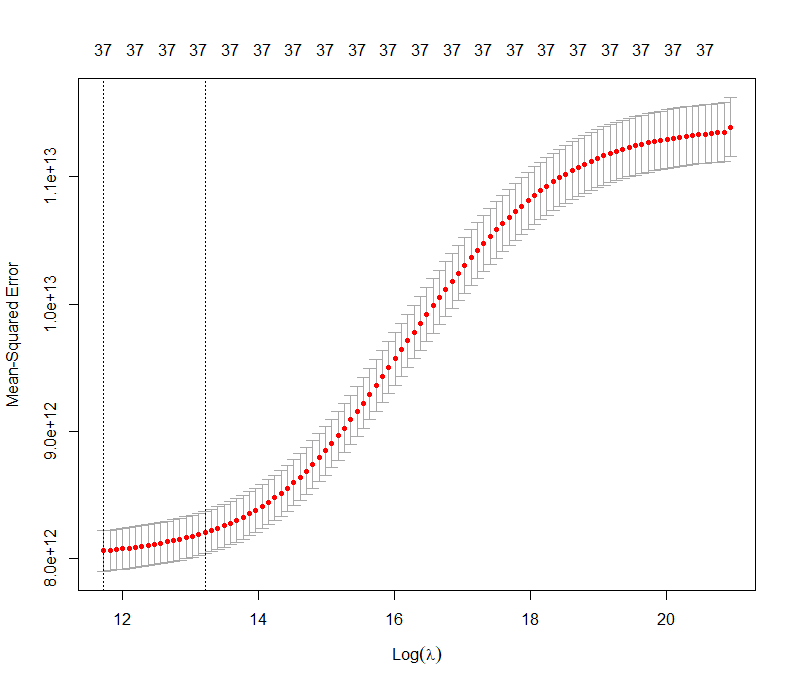 37 37 37 37 37 37 37 37 37 37 37 37 37 37 37 37 37 37 37 37
1.1e+13
1.0e+13
9.0e+12
8.0e+12
Mean-Squared Error
12 14 16 18 20
Log(λ)